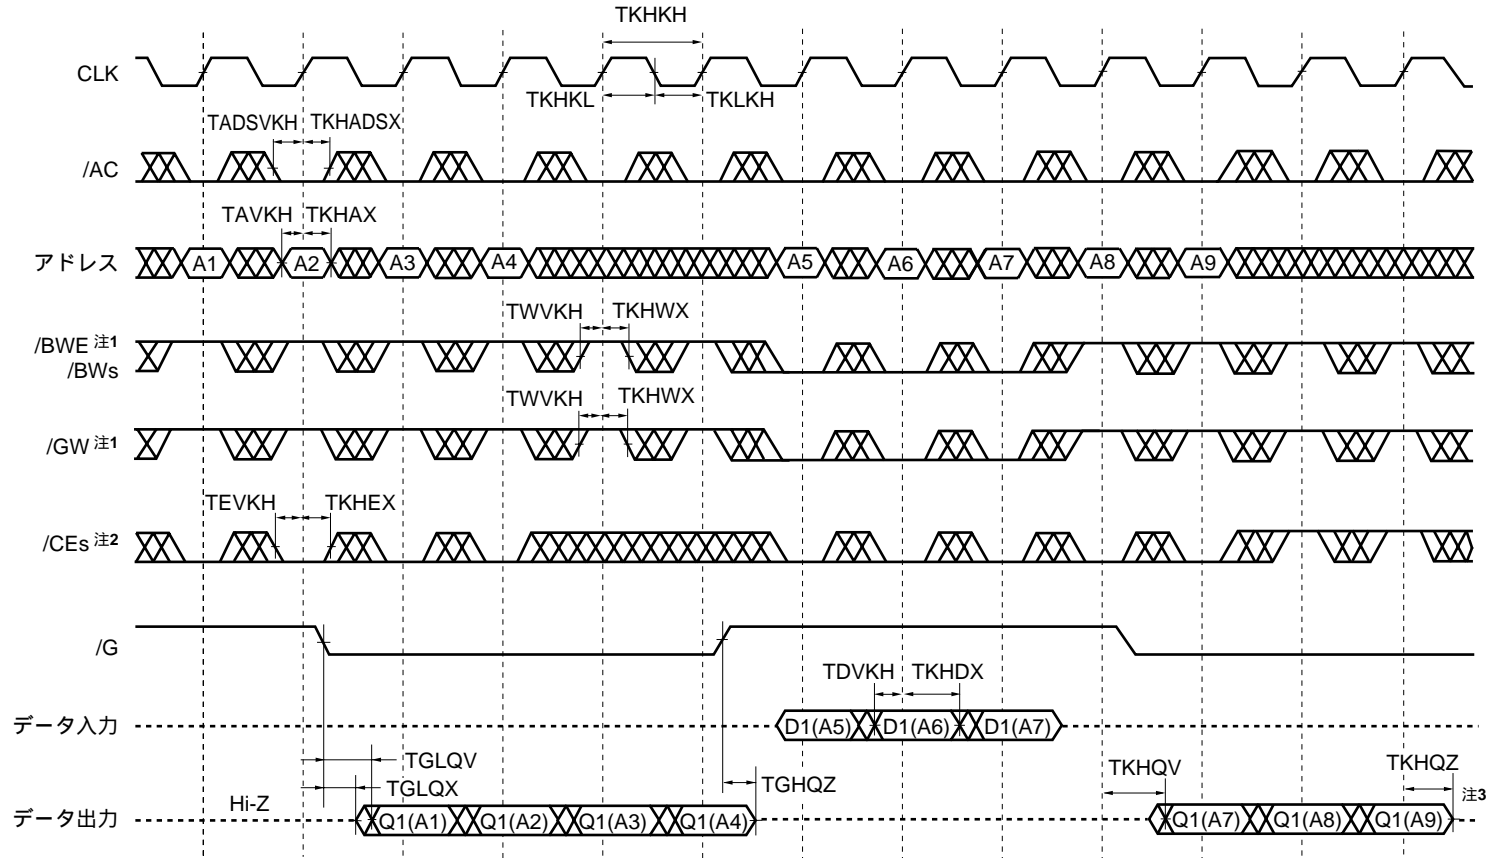 TKHKH
CLK
TKHKL
TKLKH
TADSVKH
TKHADSX
/AC
TAVKH
TKHAX
アドレス
A1
A2
A3
A4
A5
A6
A7
A8
A9
TWVKH
TKHWX
/BWE 注1
/BWs
TWVKH
TKHWX
/GW 注1
TEVKH
TKHEX
/CEs 注2
/G
TDVKH
TKHDX
データ入力
D1(A5)
D1(A6)
D1(A7)
TGLQV
TGLQX
TGHQZ
TKHQV
TKHQZ
Hi-Z
注3
データ出力
Q1(A1)
Q1(A2)
Q1(A3)
Q1(A4)
Q1(A7)
Q1(A8)
Q1(A9)